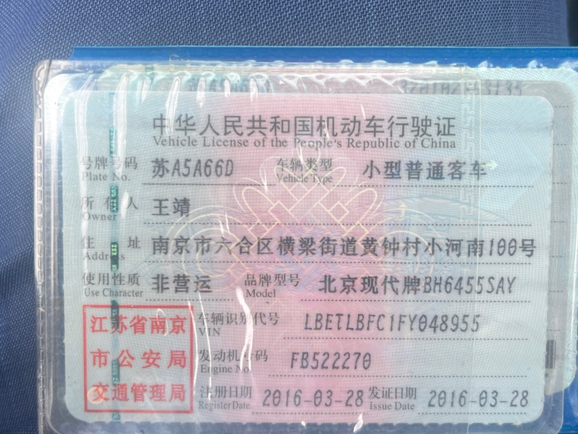 中华人民共和国机动车行驶证
Vehicle License of the People's Republic of China
号牌号码 苏A5A66D 车辆类型 小型普通客车
Plate No. Vehicle Type
所有人 王靖
Owner
住址 南京市六合区横梁街道黄钟村小河南100号
Address
使用性质 非营运 品牌型号 北京现代牌BH6455SAY
Use Character Model
江苏省南京 车辆识别代号 LBETLBFC1FY048955
VIN
市公安局 发动机号码 FB522270
Engine No.
交通管理局 注册日期 2016-03-28 发证日期 2016-03-28
Register Date Issue Date